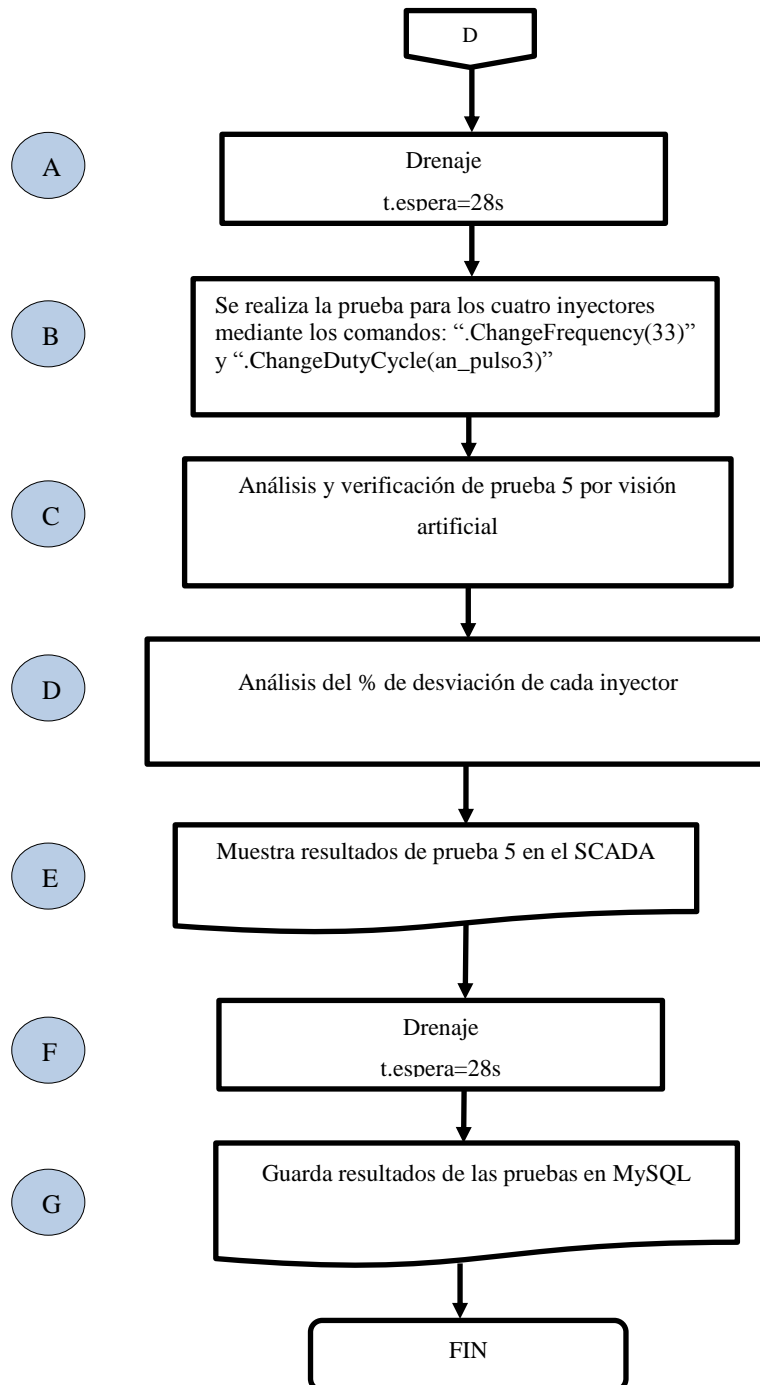 D
A
Drenaje
t.espera=28s
B
Se realiza la prueba para los cuatro inyectores
mediante los comandos: “.ChangeFrequency(33)”
y “.ChangeDutyCycle(an_pulso3)”
C
Análisis y verificación de prueba 5 por visión
artificial
D
Análisis del % de desviación de cada inyector
E
Muestra resultados de prueba 5 en el SCADA
F
Drenaje
t.espera=28s
G
Guarda resultados de las pruebas en MySQL
FIN